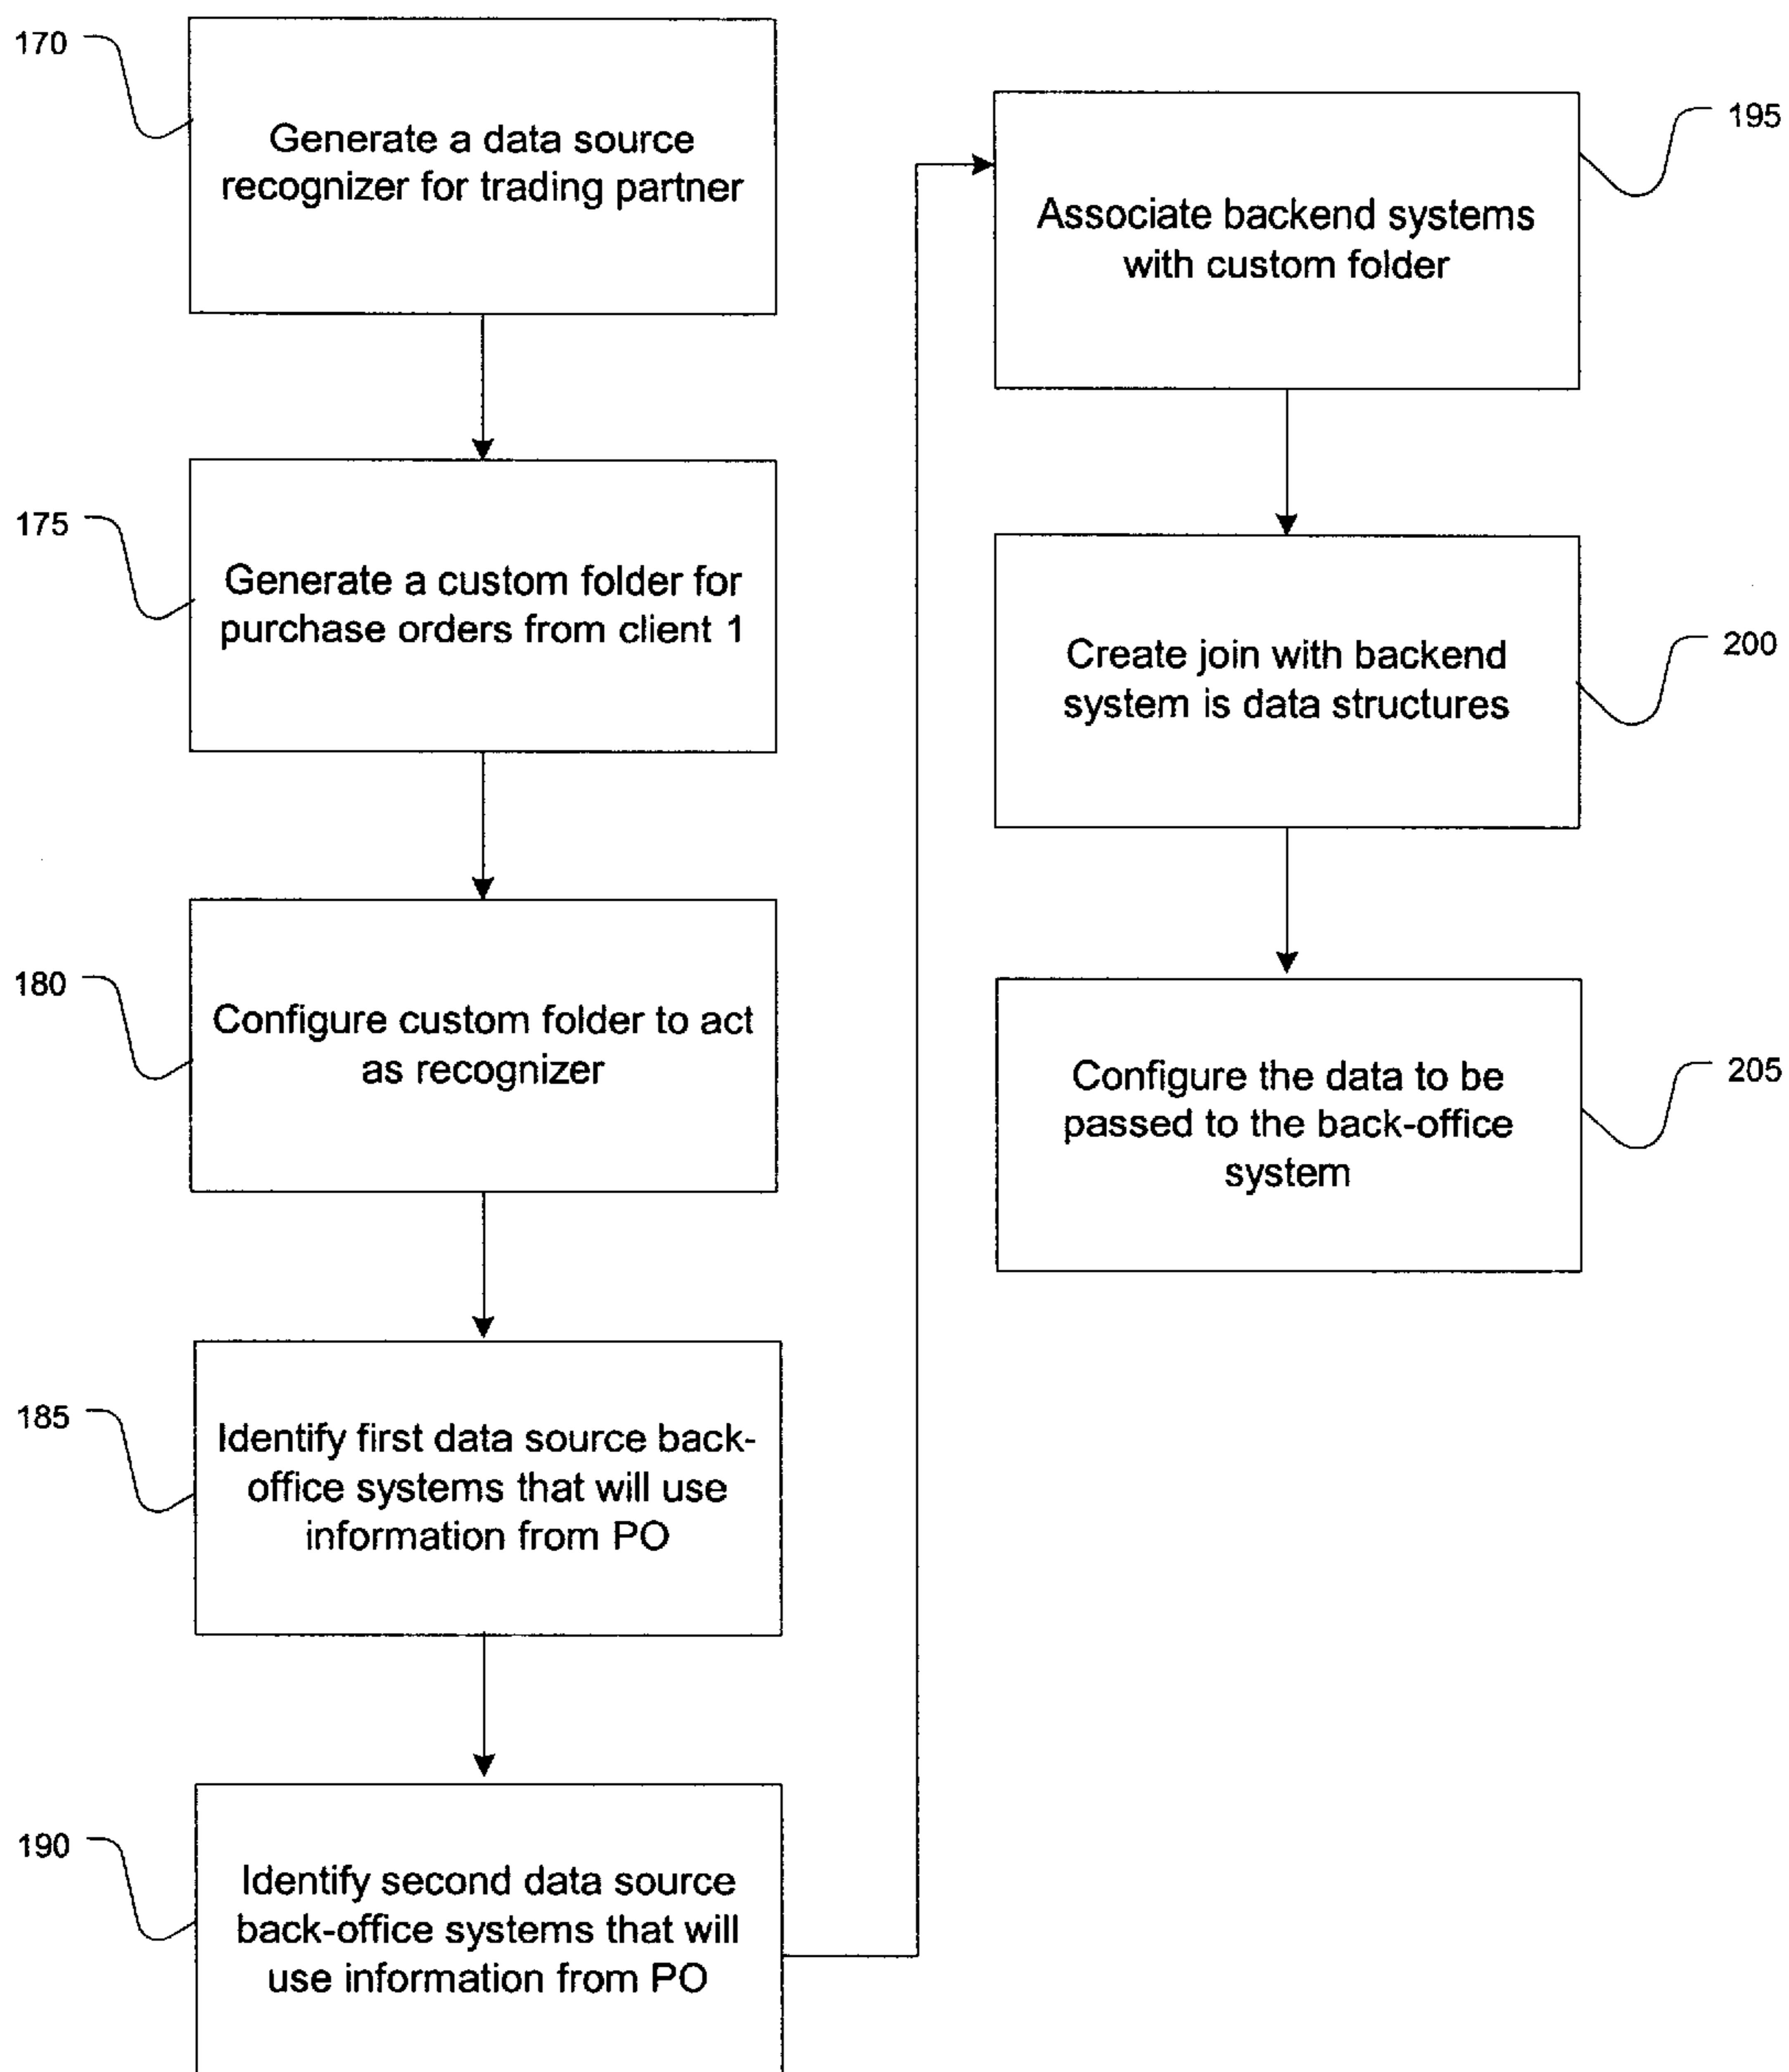 170
Generate a data source
recognizer for trading partner
175
Generate a custom folder for
purchase orders from client 1
180
Configure custom folder to act
as recognizer
185
Identify first data source back-
office systems that will use
information from PO
190
Identify second data source
back-office systems that will
use information from PO
195
Associate backend systems
with custom folder
200
Create join with backend
system is data structures
205
Configure the data to be
passed to the back-office
system